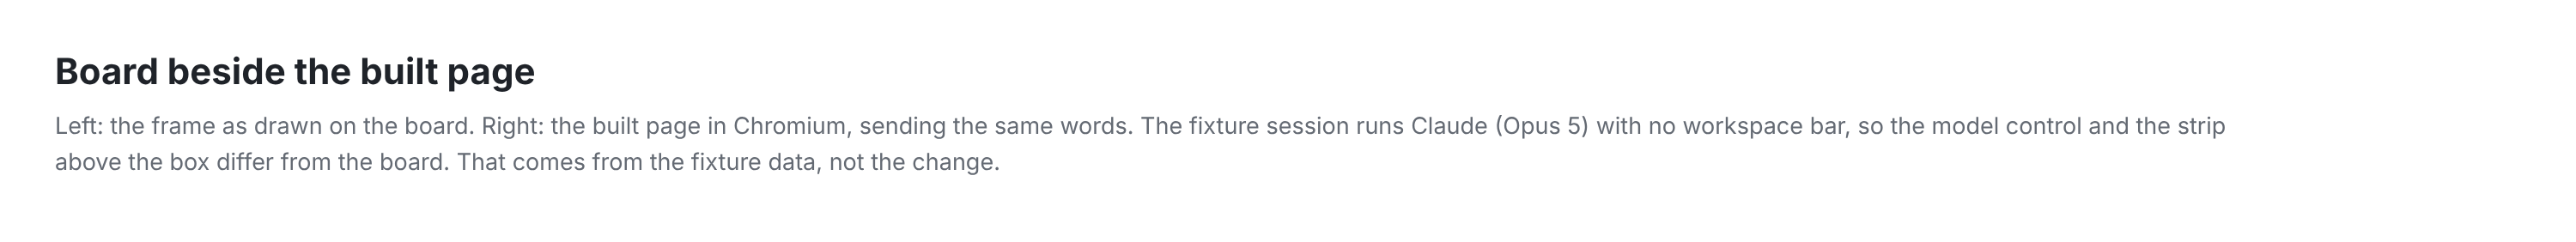 Board beside the built page
Left: the frame as drawn on the board. Right: the built page in Chromium, sending the same words. The fixture session runs Claude (Opus 5) with no workspace bar, so the model control and the strip
above the box differ from the board. That comes from the fixture data, not the change.